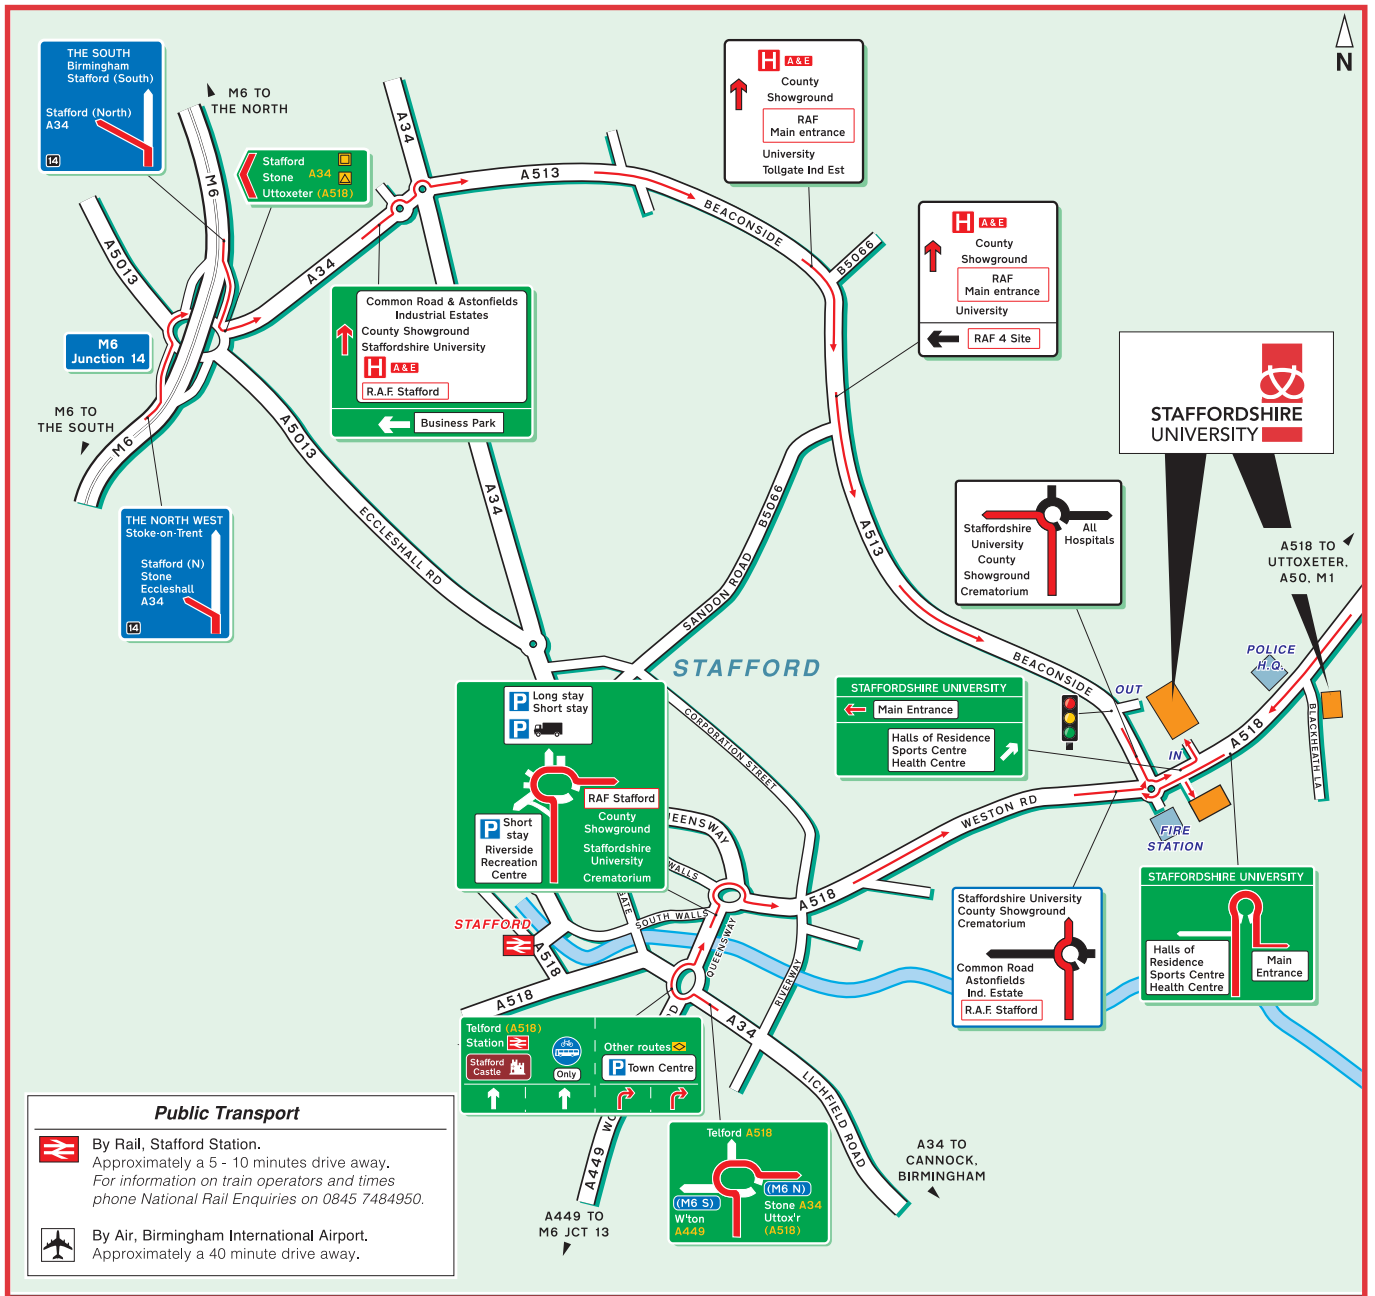 THE SOUTH
Birmingham
Stafford (South)
Stafford (North)
A34
14
M6 TO
THE NORTH
M6
Stafford
Stone A34
Uttoxeter (A518)
A34
A513
BEACONSIDE
H A&E
County
Showground
RAF
Main entrance
University
Tollgate Ind Est
N
B5066
H A&E
County
Showground
RAF
Main entrance
University
RAF 4 Site
A5013
A34
M6
Junction 14
M6 TO
THE SOUTH
M6
Common Road & Astonfields
Industrial Estates
County Showground
Staffordshire University
H A&E
R.A.F. Stafford
Business Park
STAFFORDSHIRE
UNIVERSITY
A5013
ECCLESHALL RD
A34
B5066
SANDON ROAD
A513
THE NORTH WEST
Stoke-on-Trent
Stafford (N)
Stone
Eccleshall
A34
14
Staffordshire
University
County
Showground
Crematorium
All
Hospitals
A518 TO
UTTOXETER,
A50, M1
STAFFORD
BEACONSIDE
OUT
POLICE
H.Q.
BLACKHEATH LA
A518
IN
STAFFORDSHIRE UNIVERSITY
Main Entrance
Halls of Residence
Sports Centre
Health Centre
P Long stay
Short stay
P
RAF Stafford
County
Showground
Staffordshire
University
Crematorium
P Short
stay
Riverside
Recreation
Centre
CORPORATION STREET
WESTON RD
FIRE
STATION
EENSWAY
WALLS
GATE
SOUTH WALLS
QUEENSWAY
A518
RIVERWAY
STAFFORD
A518
A518
A34
Staffordshire University
County Showground
Crematorium
Common Road
Astonfields
Ind. Estate
R.A.F. Stafford
STAFFORDSHIRE UNIVERSITY
Halls of
Residence
Sports Centre
Health Centre
Main
Entrance
Telford (A518)
Station
Stafford
Castle
Only
Other routes
P Town Centre
RD
WO
A449
LICHFIELD ROAD
Telford A518
(M6 S)
W'ton
A449
(M6 N)
Stone A34
Uttox'r
(A518)
A449 TO
M6 JCT 13
A34 TO
CANNOCK,
BIRMINGHAM
Public Transport
By Rail, Stafford Station.
Approximately a 5 - 10 minutes drive away.
For information on train operators and times
phone National Rail Enquiries on 0845 7484950.
By Air, Birmingham International Airport.
Approximately a 40 minute drive away.